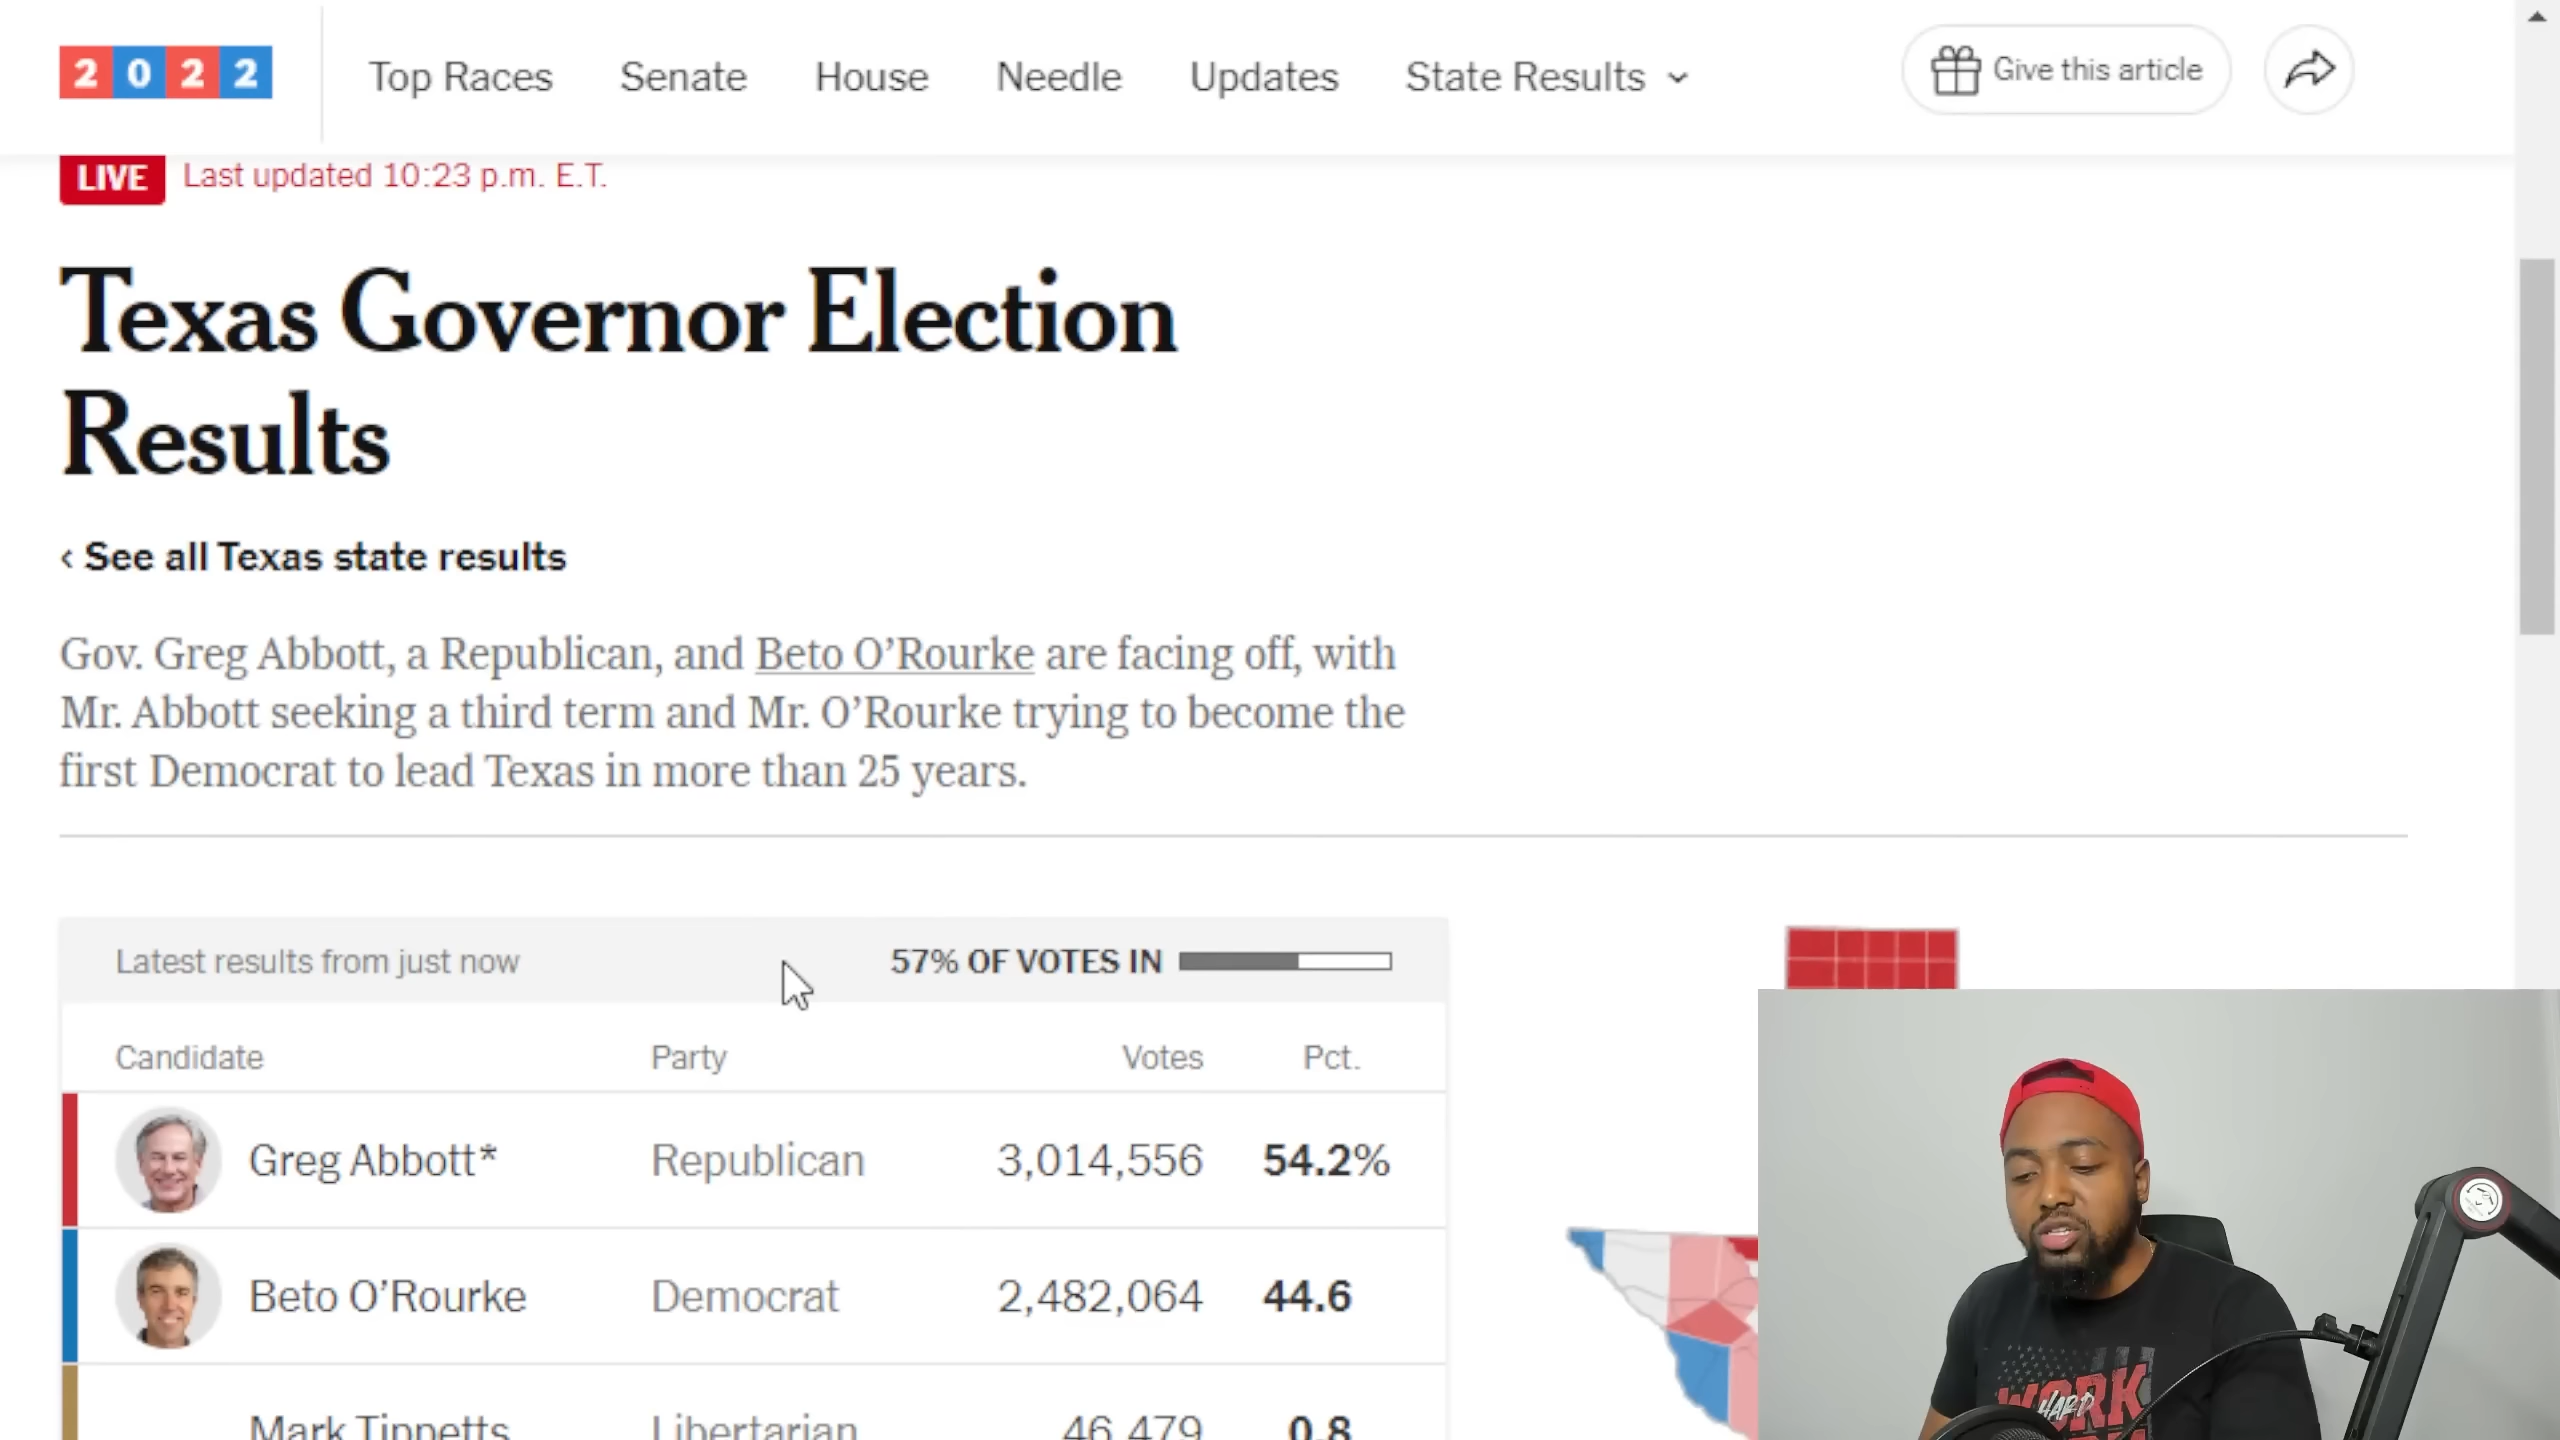 2022
Top Races
Senate
House
Needle
Updates
State Results
Give this article
LIVE
Last updated 10:23 p.m. E.T.
Texas Governor Election
Results
‹ See all Texas state results
Gov. Greg Abbott, a Republican, and Beto O’Rourke are facing off, with
Mr. Abbott seeking a third term and Mr. O’Rourke trying to become the
first Democrat to lead Texas in more than 25 years.
Latest results from just now
57% OF VOTES IN
Candidate Party Votes Pct.
Greg Abbott* Republican 3,014,556 54.2%
Beto O’Rourke Democrat 2,482,064 44.6
Mark Tippetts Libertarian 46,479 0.8
WORK
HARD